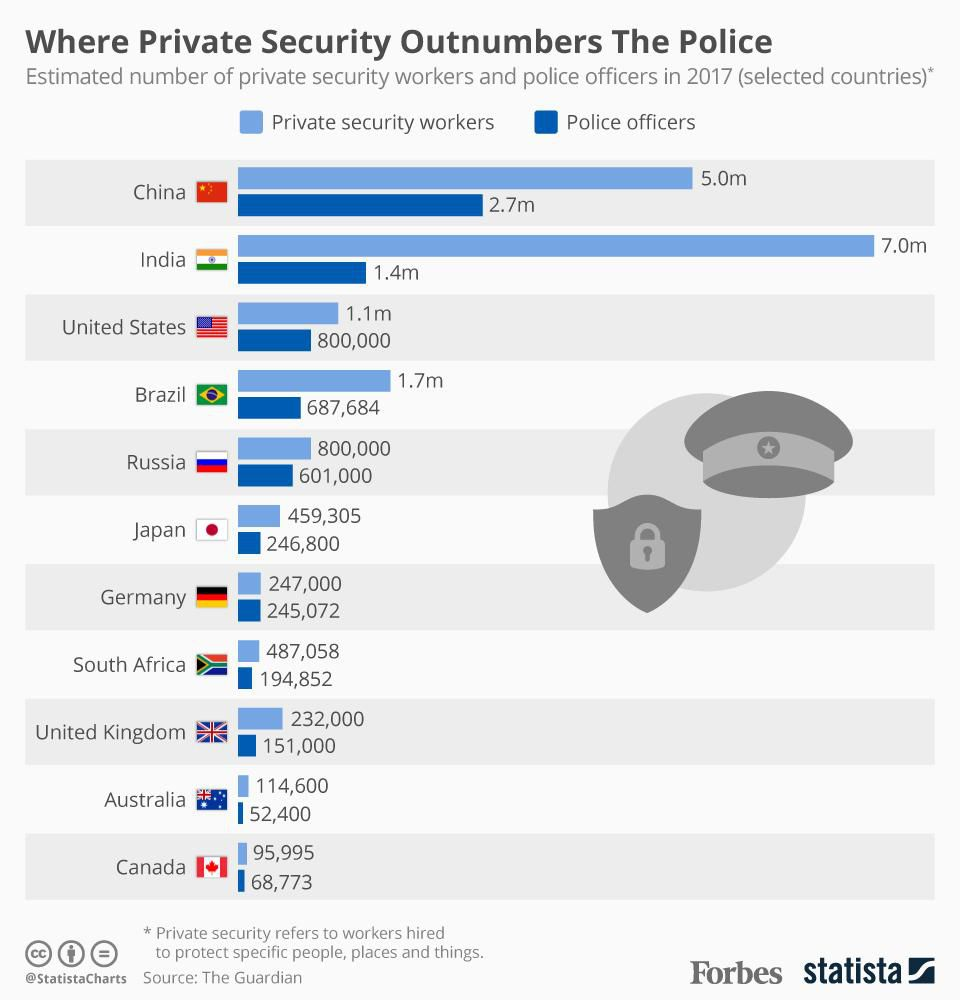 Where Private Security Outnumbers The Police
Estimated number of private security workers and police officers in 2017 (selected countries)*
Private security workers
Police officers
China
5.0m
2.7m
India
7.0m
1.4m
United States
1.1m
800,000
Brazil
1.7m
687,684
Russia
800,000
601,000
Japan
459,305
246,800
Germany
247,000
245,072
South Africa
487,058
194,852
United Kingdom
232,000
151,000
Australia
114,600
52,400
Canada
95,995
68,773
* Private security refers to workers hired
to protect specific people, places and things.
cc
@StatistaCharts
Source: The Guardian
Forbes
statista